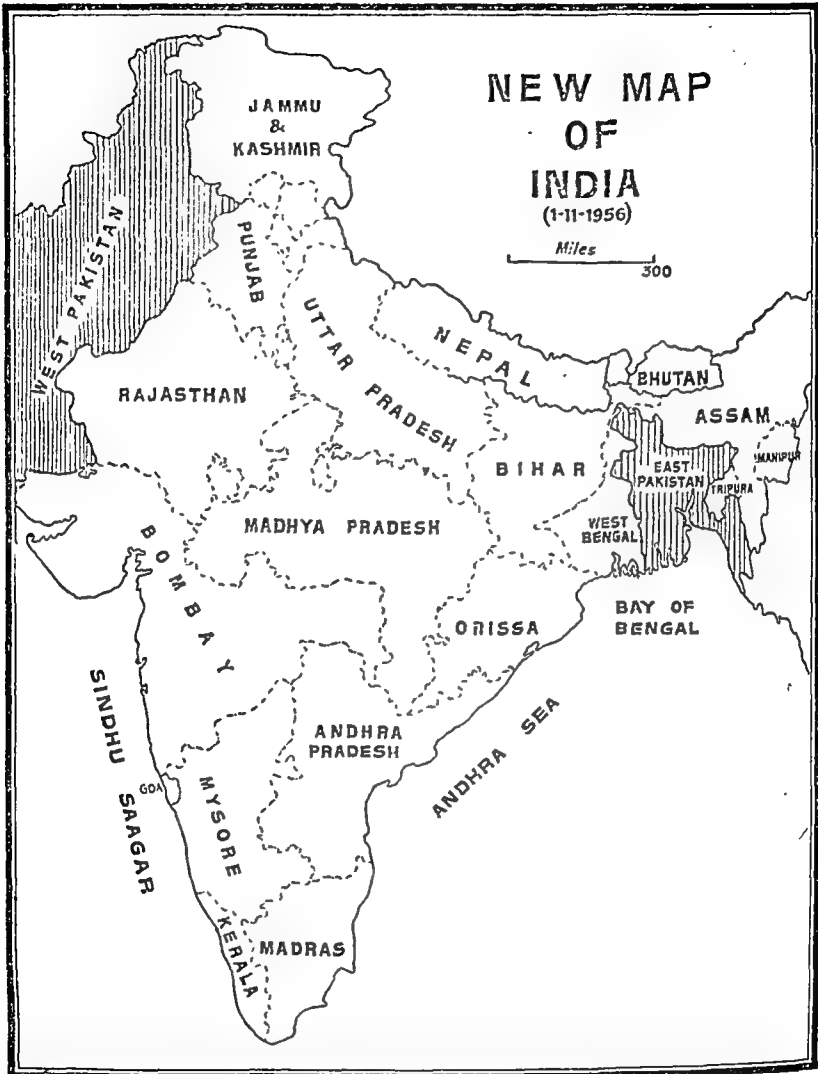 NEW MAP
OF
INDIA
(1-11-1956)
Miles
300
JAMMU
&
KASHMIR
WEST PAKISTAN
PUNJAB
UTTAR PRADESH
NEPAL
BHUTAN
RAJASTHAN
ASSAM
BIHAR
EAST
PAKISTAN
MANIPUR
TRIPURA
MADHYA PRADESH
WEST
BENGAL
BOMBAY
ORISSA
BAY OF
BENGAL
SINDHU SAAGAR
ANDHRA
PRADESH
ANDHRA SEA
GOA
MYSORE
KERALA
MADRAS